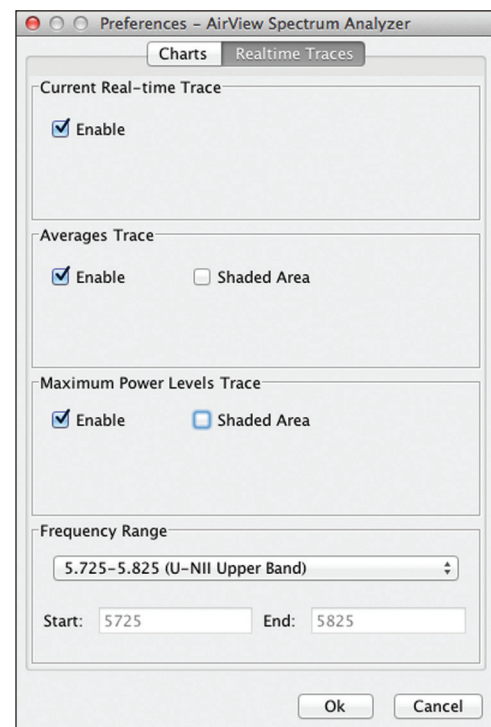 Preferences – AirView Spectrum Analyzer
Charts Realtime Traces
Current Real-time Trace
Enable
Averages Trace
Enable Shaded Area
Maximum Power Levels Trace
Enable Shaded Area
Frequency Range
5.725-5.825 (U-NII Upper Band)
Start: 5725 End: 5825
Ok Cancel